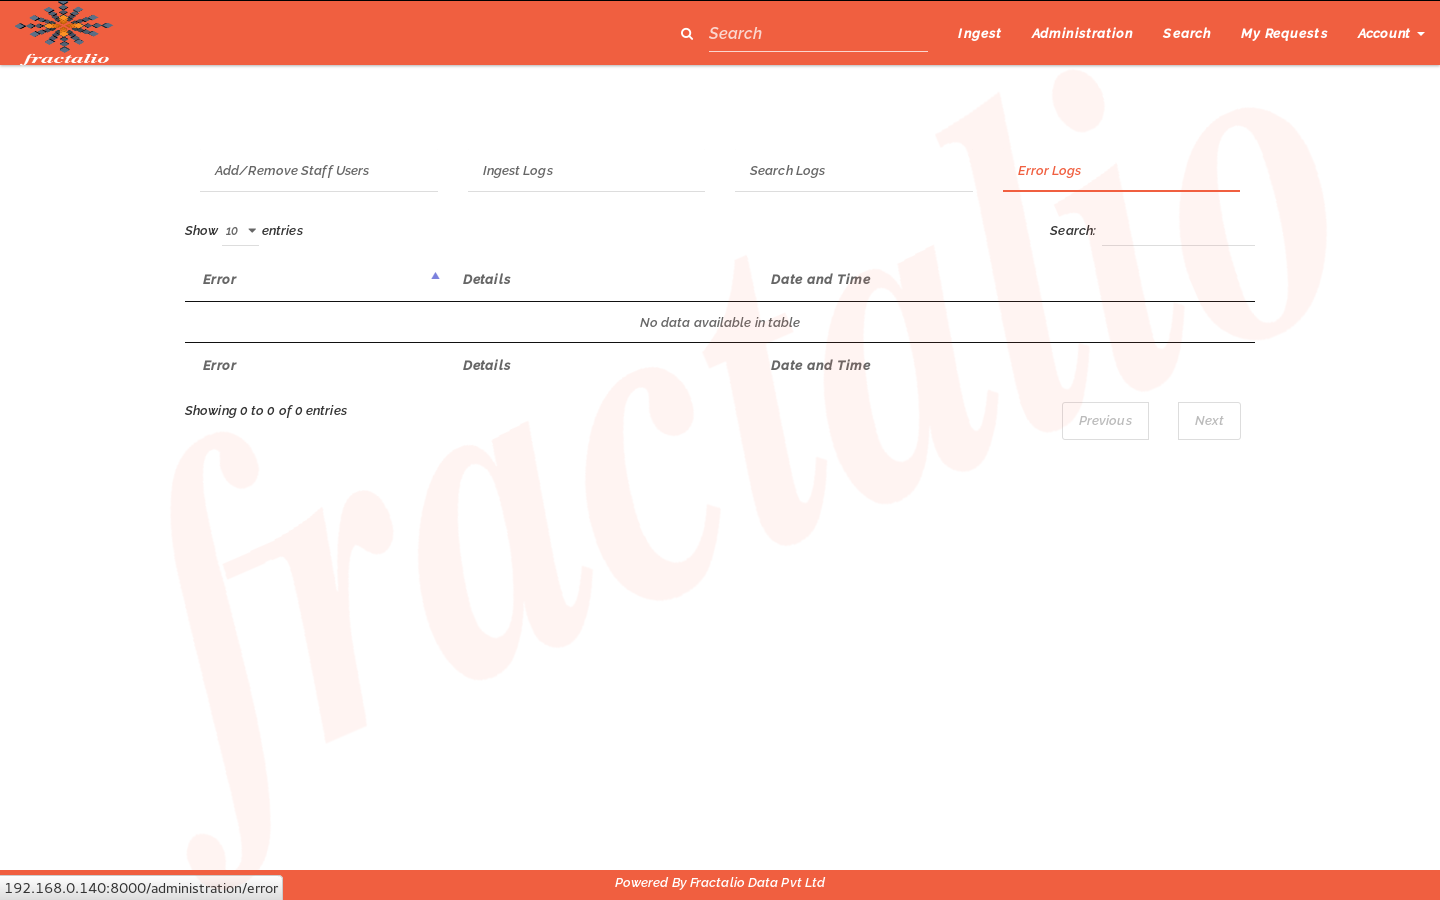 fractalio
Search Ingest Administration Search My Requests Account
Add/Remove Staff Users Ingest Logs Search Logs Error Logs
Show 10 entries Search:
Error Details Date and Time
No data available in table
Error Details Date and Time
Showing 0 to 0 of 0 entries Previous Next
fractalio
Powered By Fractalio Data Pvt Ltd
192.168.0.140:8000/administration/error